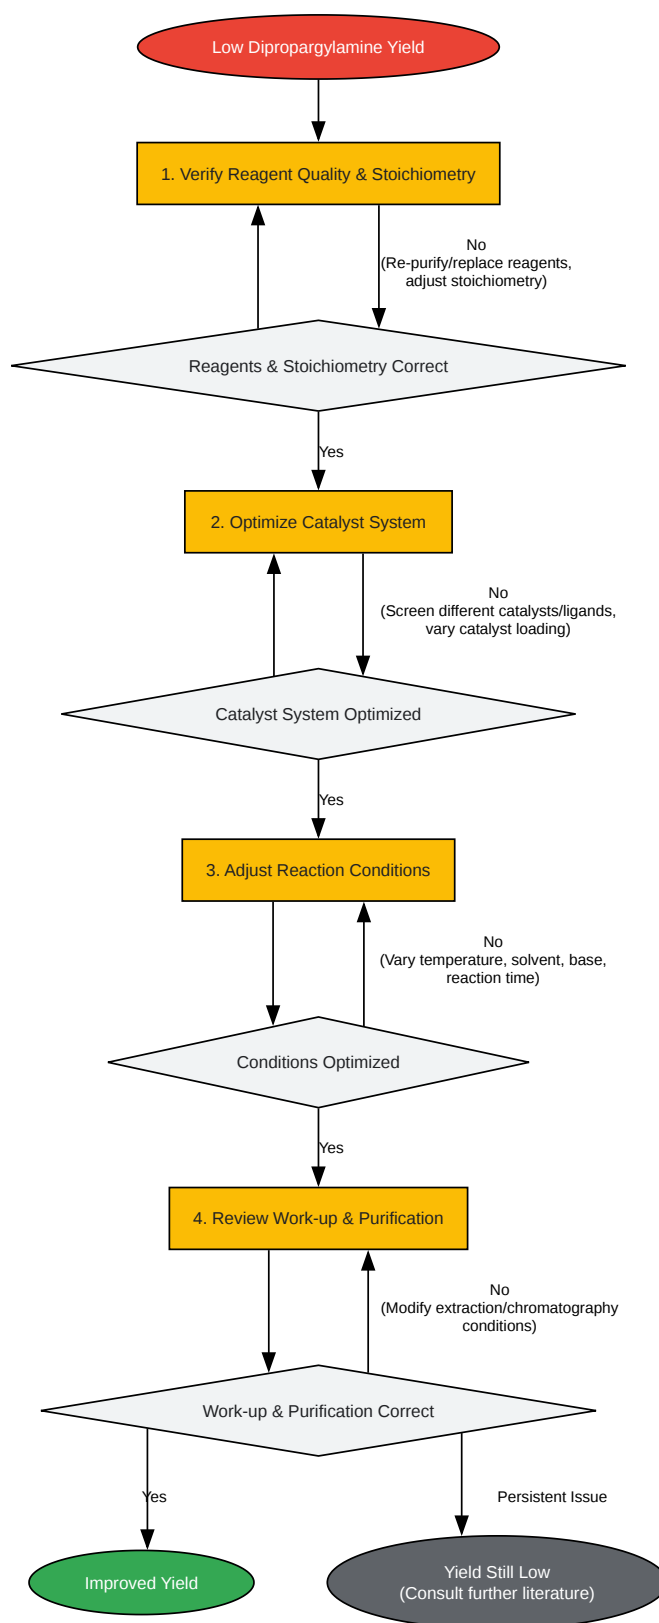 Low Dipropargylamine Yield
1. Verify Reagent Quality & Stoichiometry
No
(Re-purify/replace reagents,
adjust stoichiometry)
Reagents & Stoichiometry Correct
Yes
2. Optimize Catalyst System
No
(Screen different catalysts/ligands,
vary catalyst loading)
Catalyst System Optimized
Yes
3. Adjust Reaction Conditions
No
(Vary temperature, solvent, base,
reaction time)
Conditions Optimized
Yes
4. Review Work-up & Purification
No
(Modify extraction/chromatography
conditions)
Work-up & Purification Correct
Yes
Persistent Issue
Improved Yield
Yield Still Low
(Consult further literature)